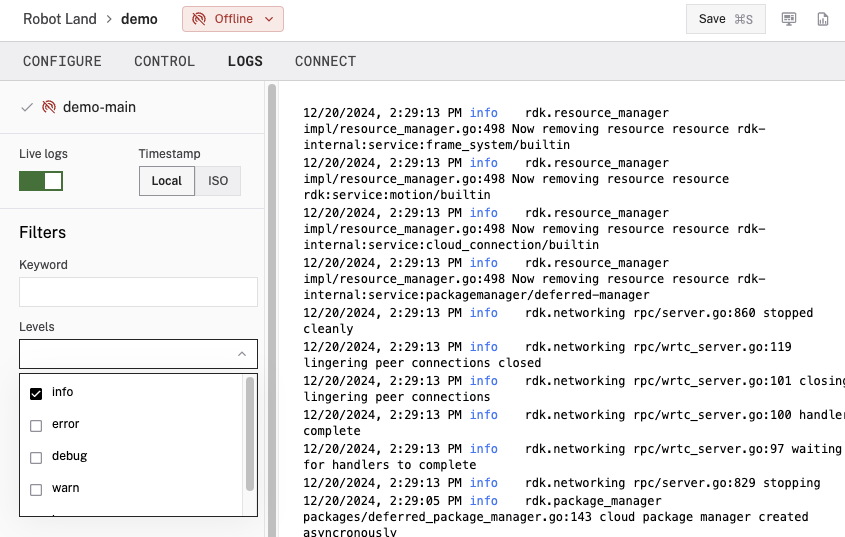 Robot Land > demo Offline Save ⌘S
CONFIGURE CONTROL LOGS CONNECT
demo-main
Live logs Timestamp
Local ISO
Filters
Keyword
Levels
info
error
debug
warn
12/20/2024, 2:29:13 PM info rdk.resource_manager
impl/resource_manager.go:498 Now removing resource resource rdk-
internal:service:frame_system/builtin
12/20/2024, 2:29:13 PM info rdk.resource_manager
impl/resource_manager.go:498 Now removing resource resource
rdk:service:motion/builtin
12/20/2024, 2:29:13 PM info rdk.resource_manager
impl/resource_manager.go:498 Now removing resource resource rdk-
internal:service:cloud_connection/builtin
12/20/2024, 2:29:13 PM info rdk.resource_manager
impl/resource_manager.go:498 Now removing resource resource rdk-
internal:service:packagemanager/deferred-manager
12/20/2024, 2:29:13 PM info rdk.networking rpc/server.go:860 stopped
cleanly
12/20/2024, 2:29:13 PM info rdk.networking rpc/wrtc_server.go:119
lingering peer connections closed
12/20/2024, 2:29:13 PM info rdk.networking rpc/wrtc_server.go:101 closing
lingering peer connections
12/20/2024, 2:29:13 PM info rdk.networking rpc/wrtc_server.go:100 handler
complete
12/20/2024, 2:29:13 PM info rdk.networking rpc/wrtc_server.go:97 waiting
for handlers to complete
12/20/2024, 2:29:13 PM info rdk.networking rpc/server.go:829 stopping
12/20/2024, 2:29:05 PM info rdk.package_manager
packages/deferred_package_manager.go:143 cloud package manager created
asyncronously